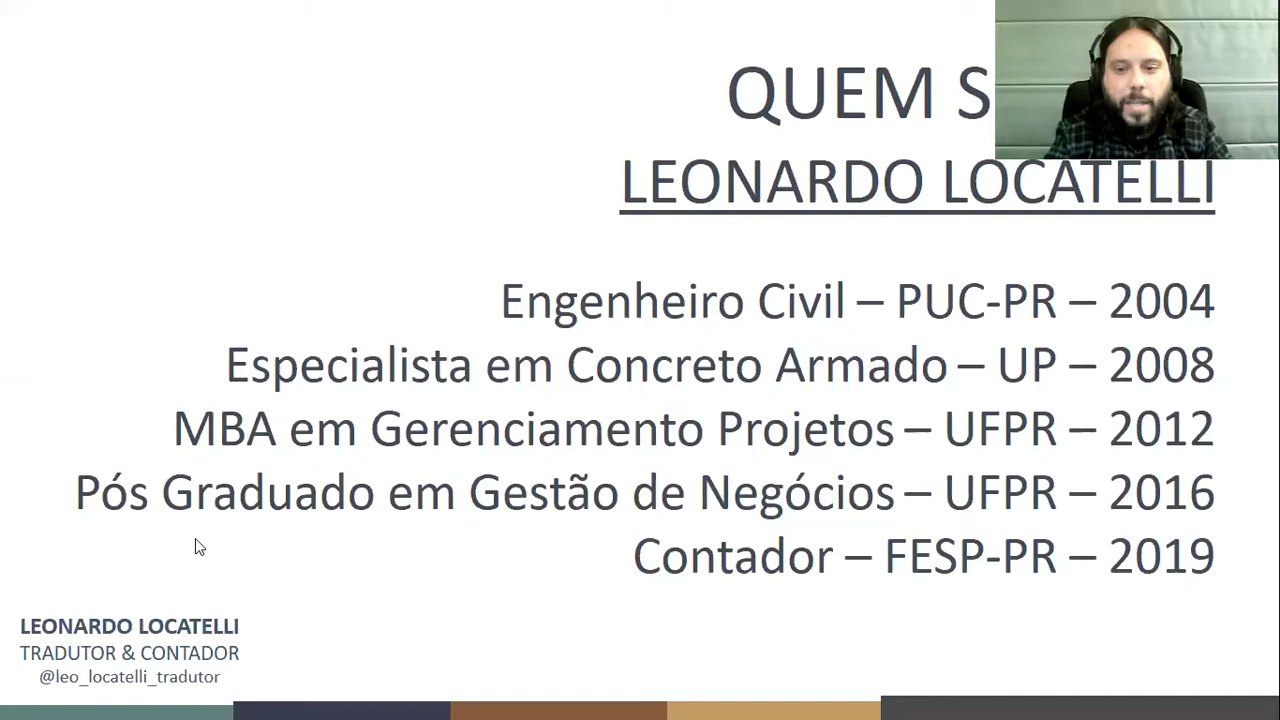 QUEM S
LEONARDO LOCATELLI
Engenheiro Civil – PUC-PR – 2004
Especialista em Concreto Armado – UP – 2008
MBA em Gerenciamento Projetos – UFPR – 2012
Pós Graduado em Gestão de Negócios – UFPR – 2016
Contador – FESP-PR – 2019
LEONARDO LOCATELLI
TRADUTOR & CONTADOR
@leo_locatelli_tradutor